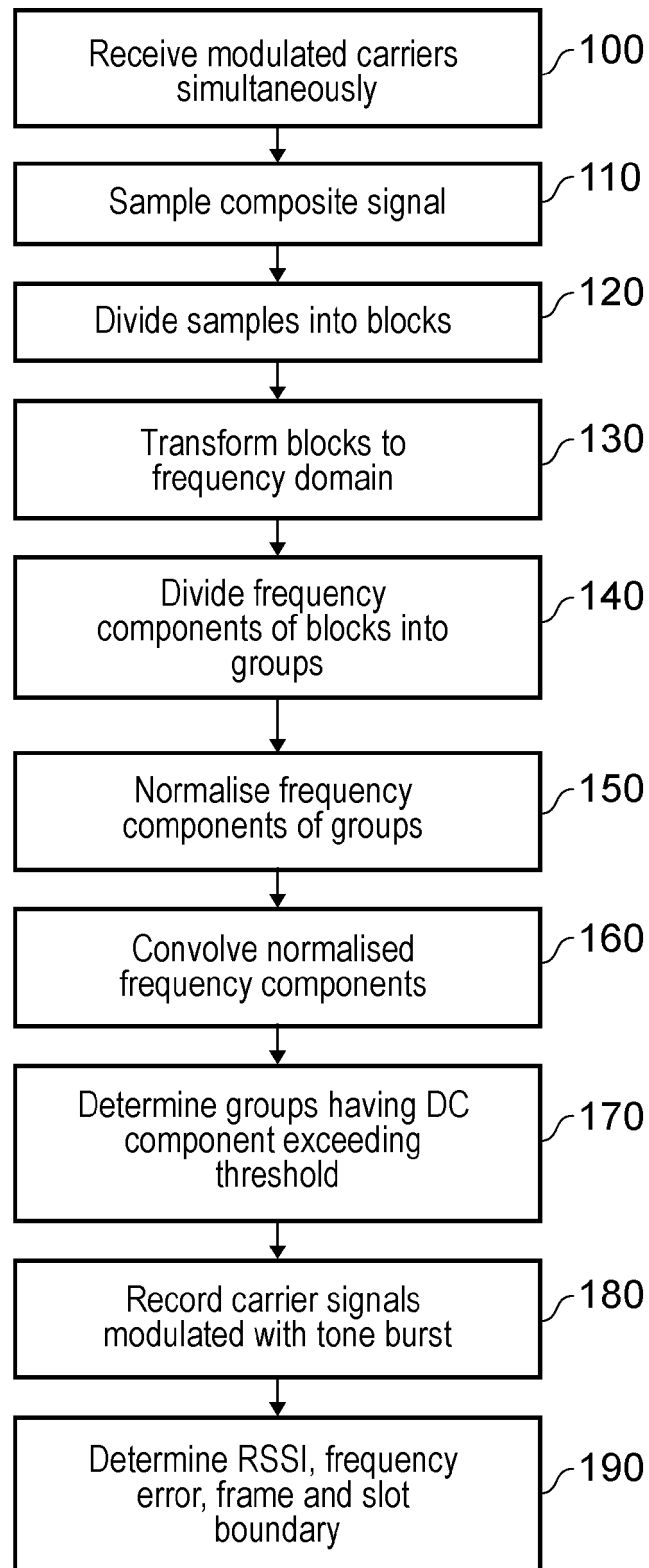 Receive modulated carriers
simultaneously
100
Sample composite signal
110
Divide samples into blocks
120
Transform blocks to
frequency domain
130
Divide frequency
components of blocks into
groups
140
Normalise frequency
components of groups
150
Convolve normalised
frequency components
160
Determine groups having DC
component exceeding
threshold
170
Record carrier signals
modulated with tone burst
180
Determine RSSI, frequency
error, frame and slot
boundary
190